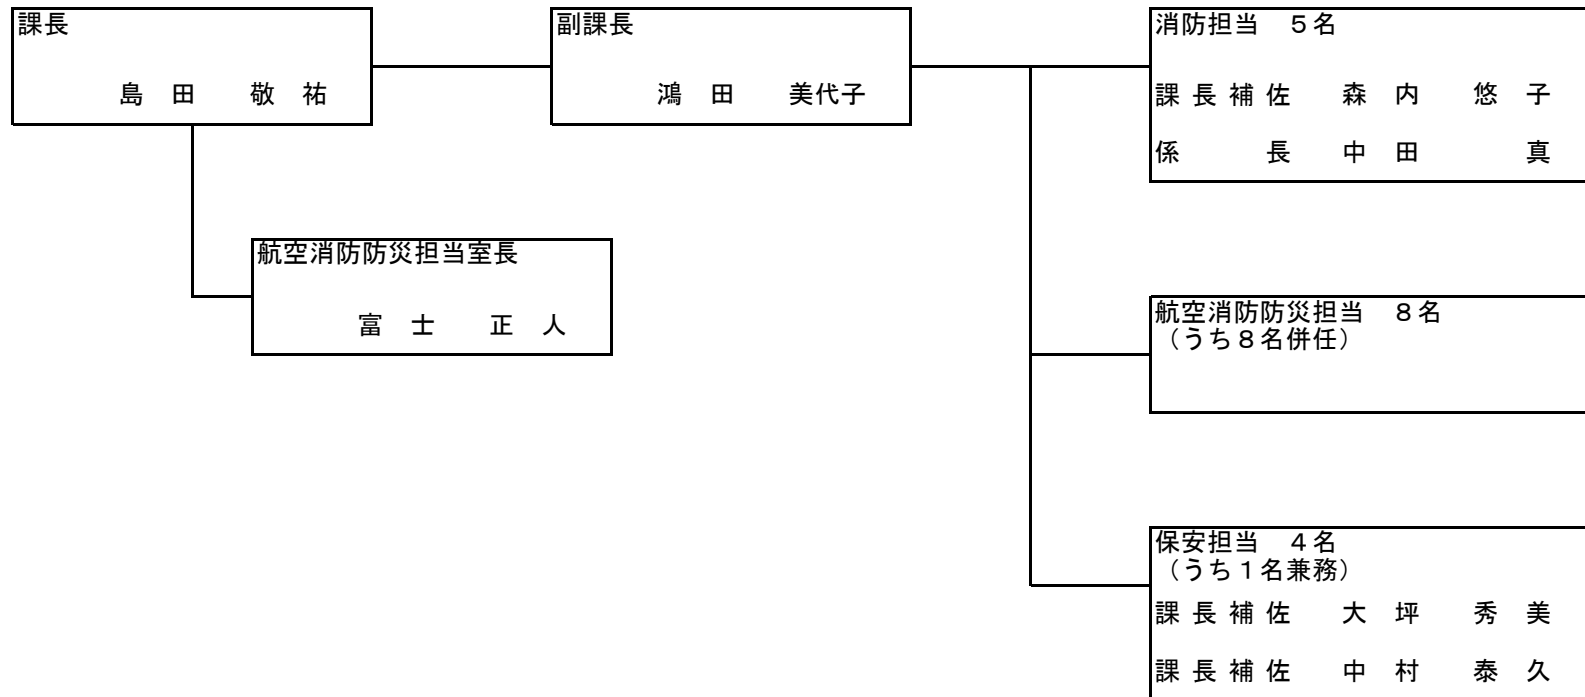 課長
島　田　　敬　祐
副課長
鴻　田　　美代子
消防担当　５名
課長補佐　森　内　　悠　子
係　　長　中　田　　　　真
航空消防防災担当室長
富　士　　正　人
航空消防防災担当　８名
（うち８名併任）
保安担当　４名
（うち１名兼務）
課長補佐　大　坪　　秀　美
課長補佐　中　村　　泰　久